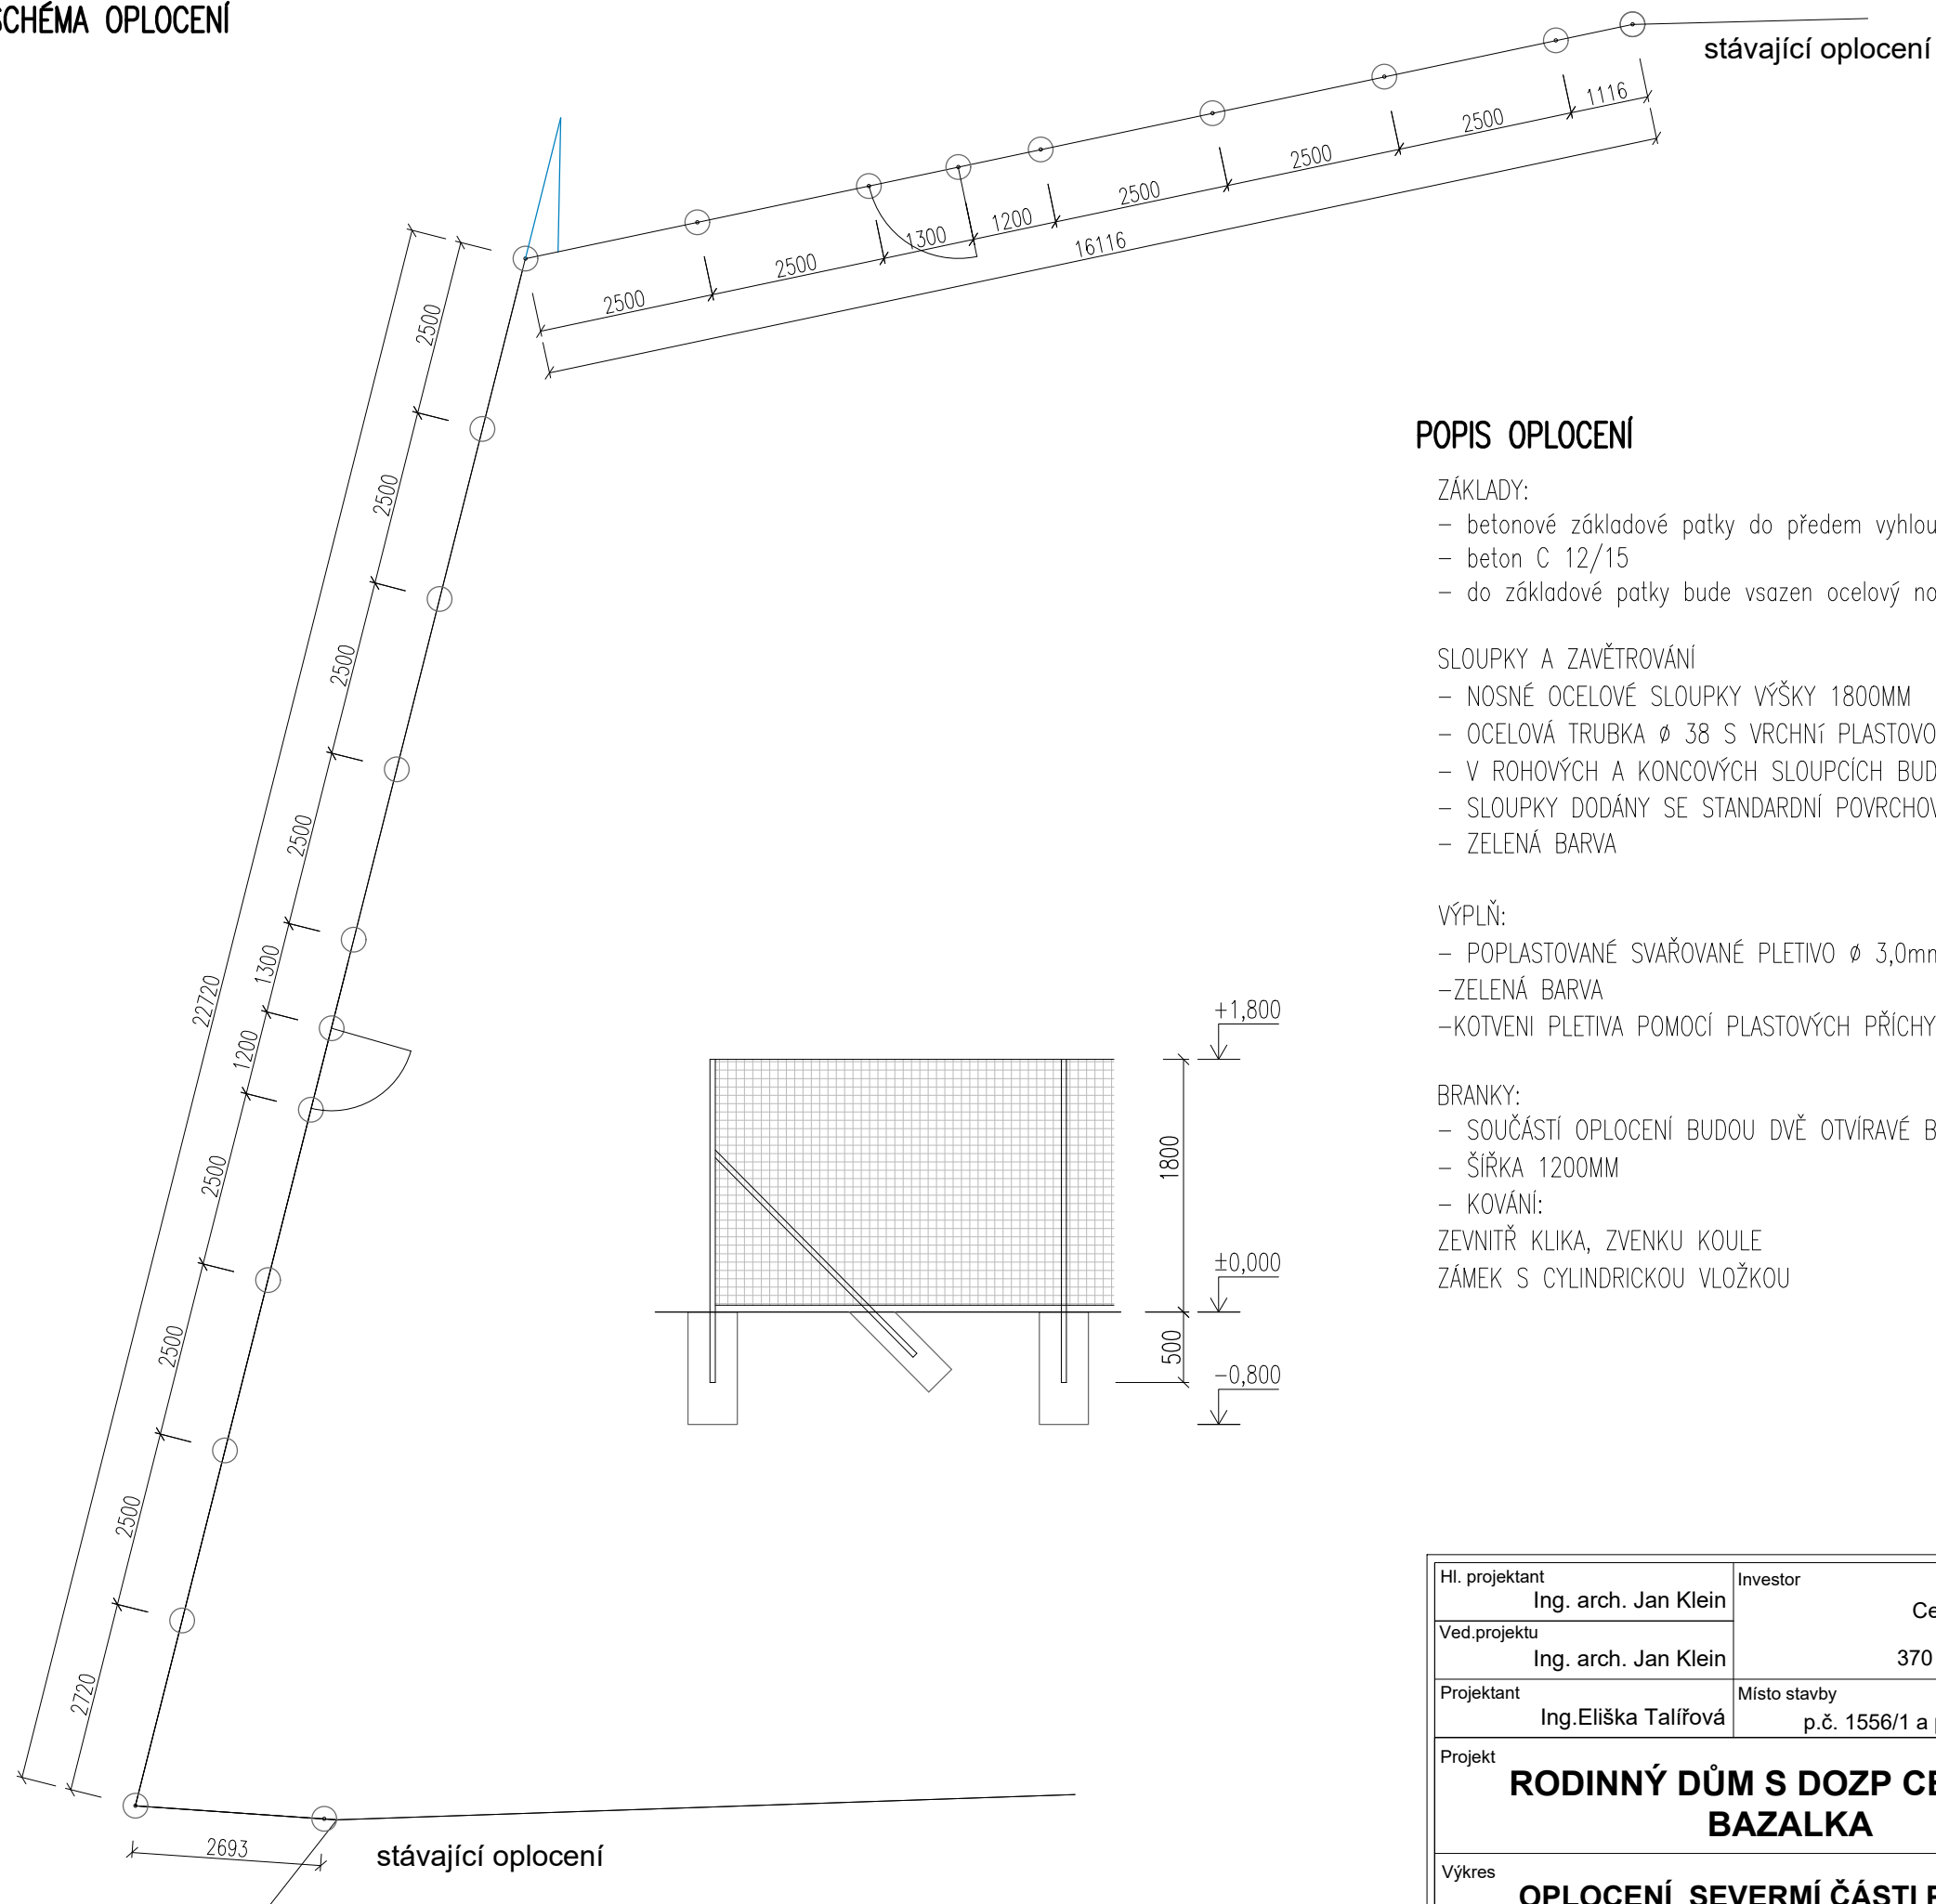 SCHÉMA OPLOCENÍ
stávající oplocení
1116
2500
2500
2500
1200
1300
16116
2500
2500
2500
2500
2500
2500
1300
22720
1200
2500
2500
2500
2720
2693
stávající oplocení
+1,800
1800
±0,000
500
-0,800
POPIS OPLOCENÍ
ZÁKLADY:
- betonové základové patky do předem vyhlou
- beton C 12/15
- do základové patky bude vsazen ocelový no
SLOUPKY A ZAVĚTROVÁNÍ
- NOSNÉ OCELOVÉ SLOUPKY VÝŠKY 1800MM
- OCELOVÁ TRUBKA Ø 38 S VRCHNí PLASTOVO
- V ROHOVÝCH A KONCOVÝCH SLOUPCÍCH BUD
- SLOUPKY DODÁNY SE STANDARDNÍ POVRCHOV
- ZELENÁ BARVA
VÝPLŇ:
- POPLASTOVANÉ SVAŘOVANÉ PLETIVO Ø 3,0mm
-ZELENÁ BARVA
-KOTVENI PLETIVA POMOCÍ PLASTOVÝCH PŘÍCHY
BRANKY:
- SOUČÁSTÍ OPLOCENÍ BUDOU DVĚ OTVÍRAVÉ B
- ŠÍŘKA 1200MM
- KOVÁNÍ:
ZEVNITŘ KLIKA, ZVENKU KOULE
ZÁMEK S CYLINDRICKOU VLOŽKOU
Hl. projektant
Ing. arch. Jan Klein
Investor
Ce
Ved.projektu
Ing. arch. Jan Klein
370
Projektant
Ing.Eliška Talířová
Místo stavby
p.č. 1556/1 a p
Projekt
RODINNÝ DŮM S DOZP CE
BAZALKA
Výkres
OPLOCENÍ SEVERMÍ ČÁSTI P